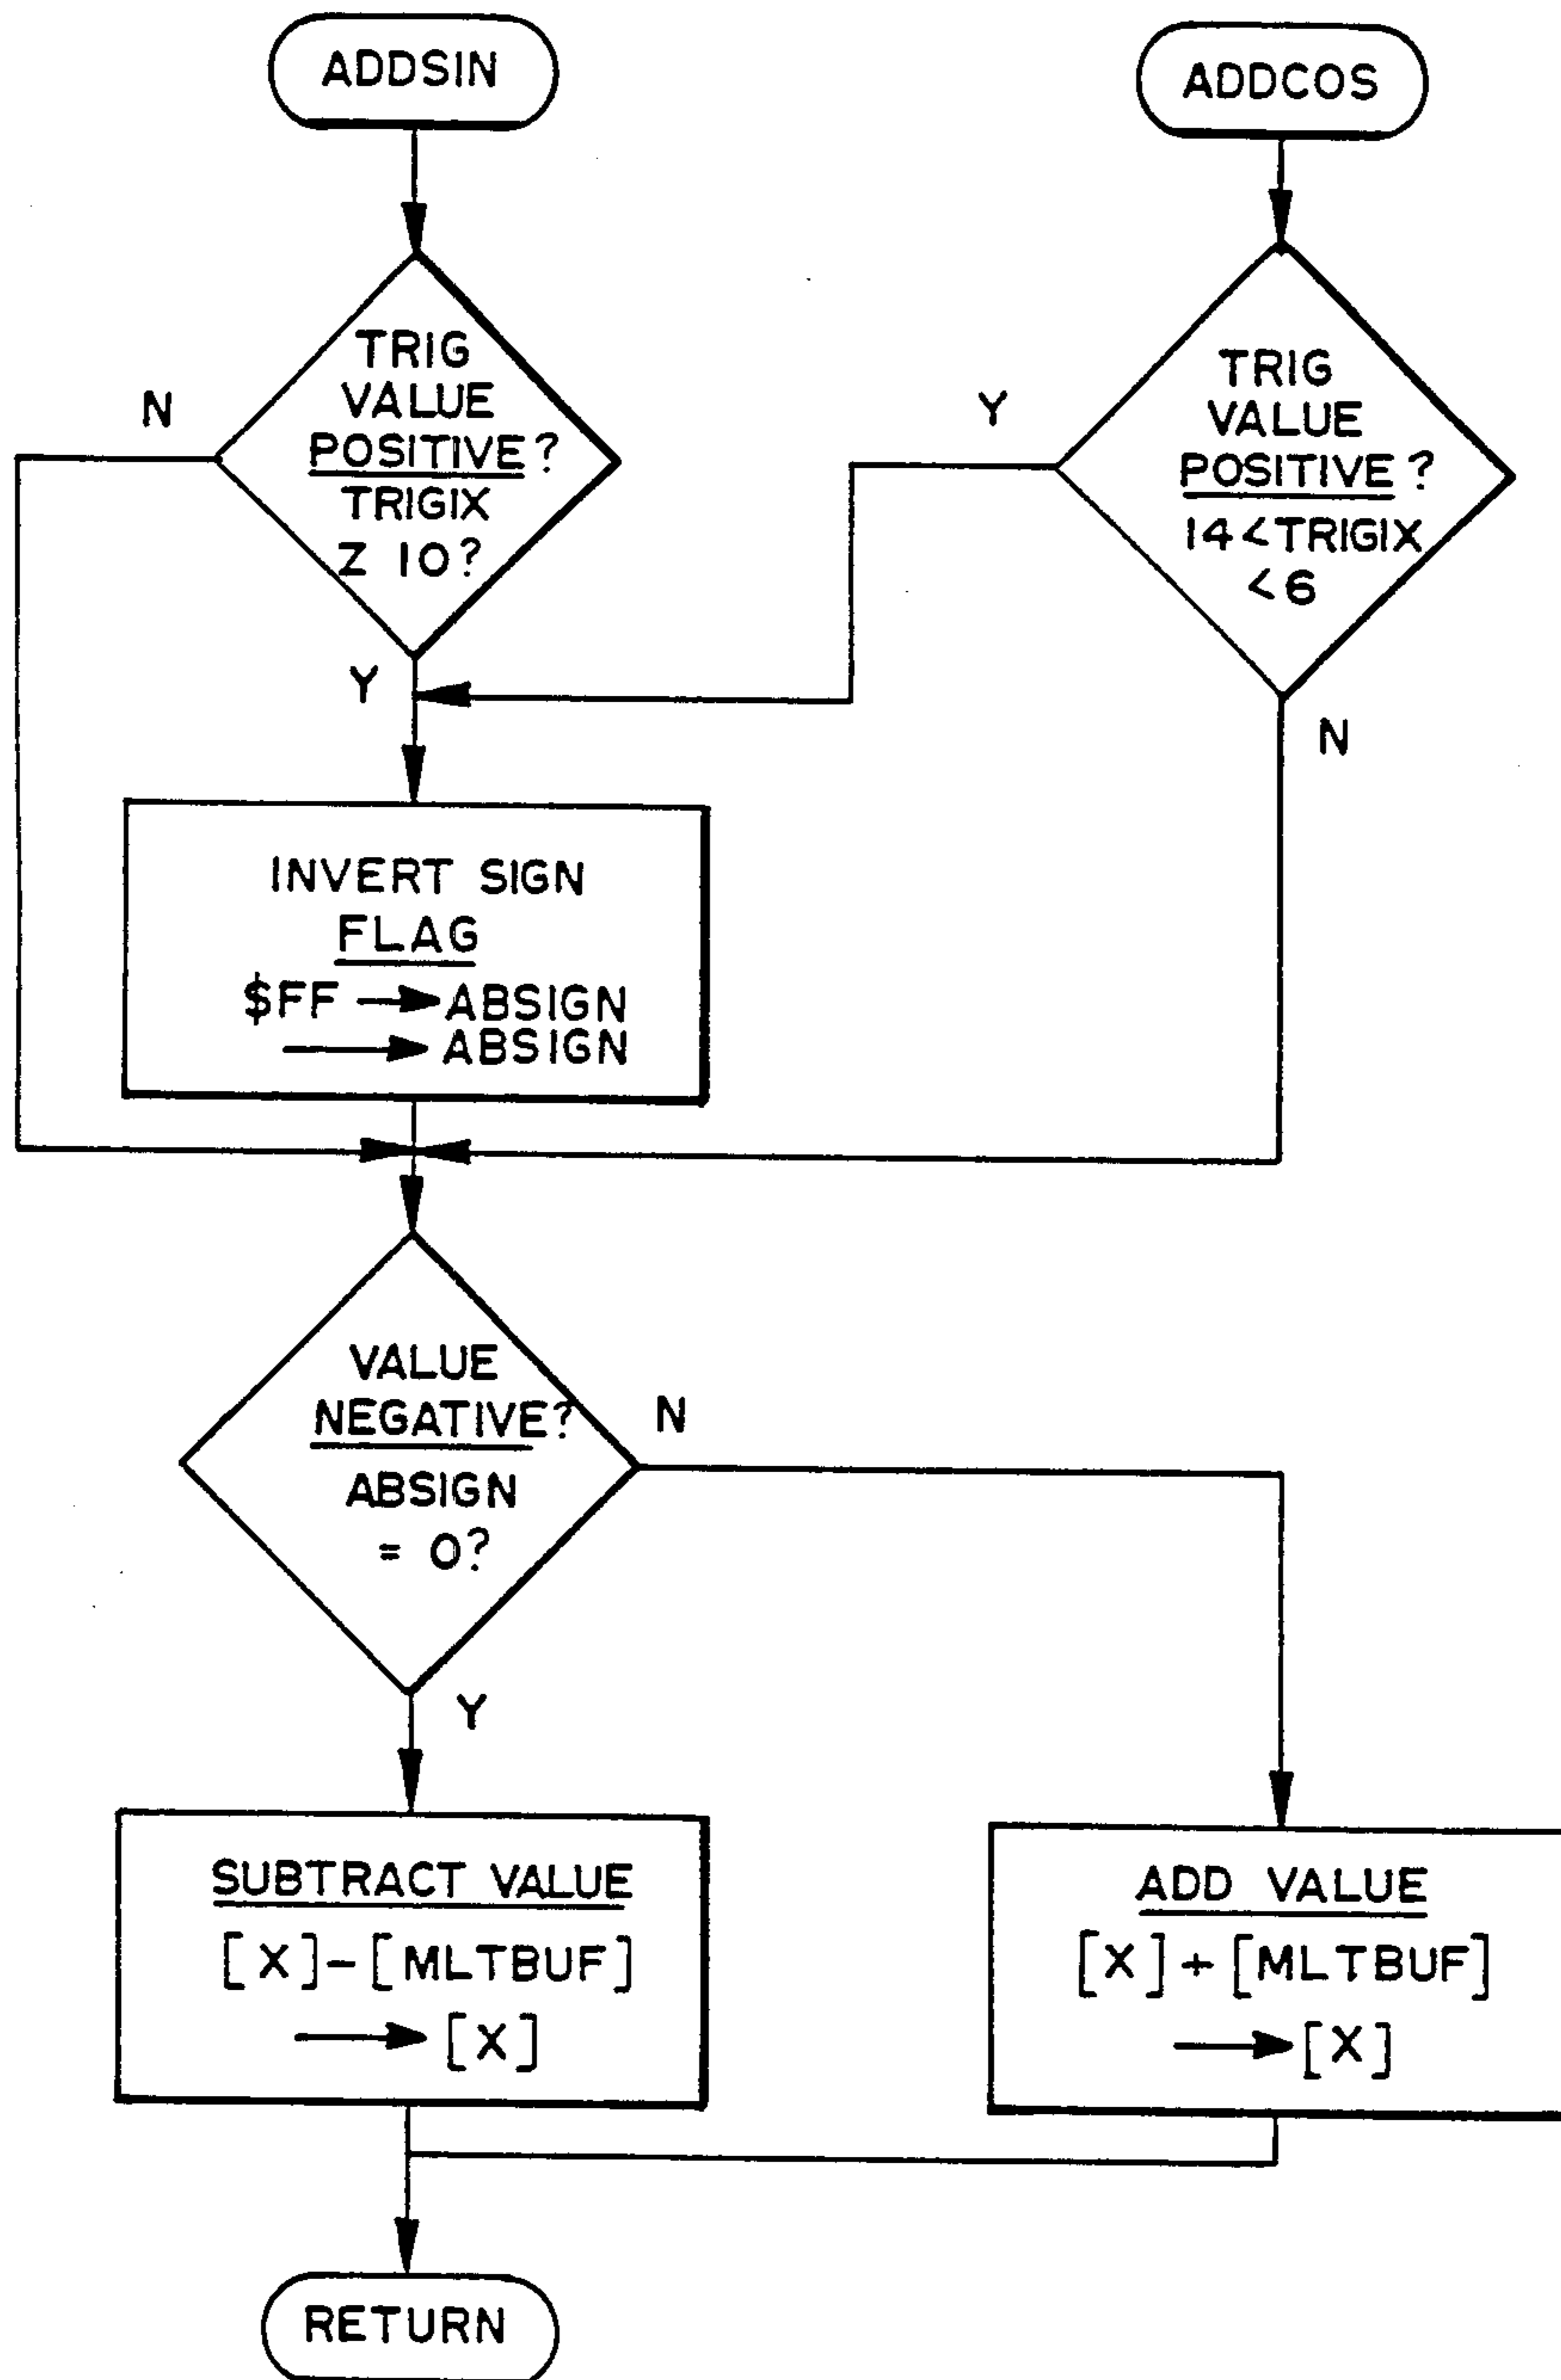 ADDSIN
ADDCOS
TRIG
VALUE
POSITIVE?
TRIGIX
Z 10?
N
Y
TRIG
VALUE
POSITIVE?
14<TRIGIX
<6
Y
N
INVERT SIGN
FLAG
$FF → ABSIGN
→ ABSIGN
VALUE
NEGATIVE?
ABSIGN
= 0?
N
Y
SUBTRACT VALUE
[X]-[MLTBUF]
→ [X]
ADD VALUE
[X]+[MLTBUF]
→ [X]
RETURN